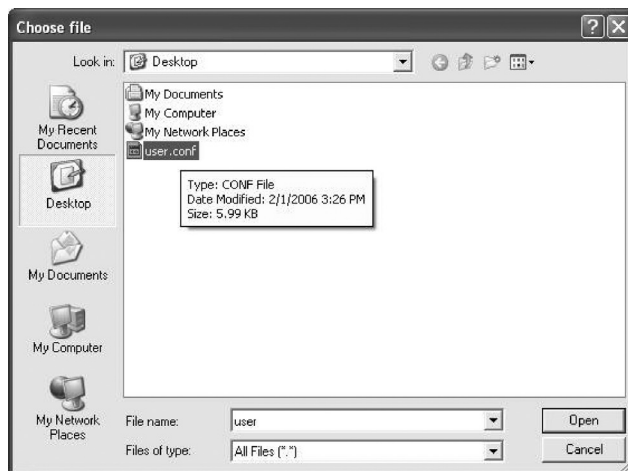 Choose file
Look in:
Desktop
My Recent
Documents
Desktop
My Documents
My Computer
My Network
Places
My Documents
My Computer
My Network Places
user.conf
Type: CONF File
Date Modified: 2/1/2006 3:26 PM
Size: 5.99 KB
File name:
user
Open
Files of type:
All Files (*.*)
Cancel